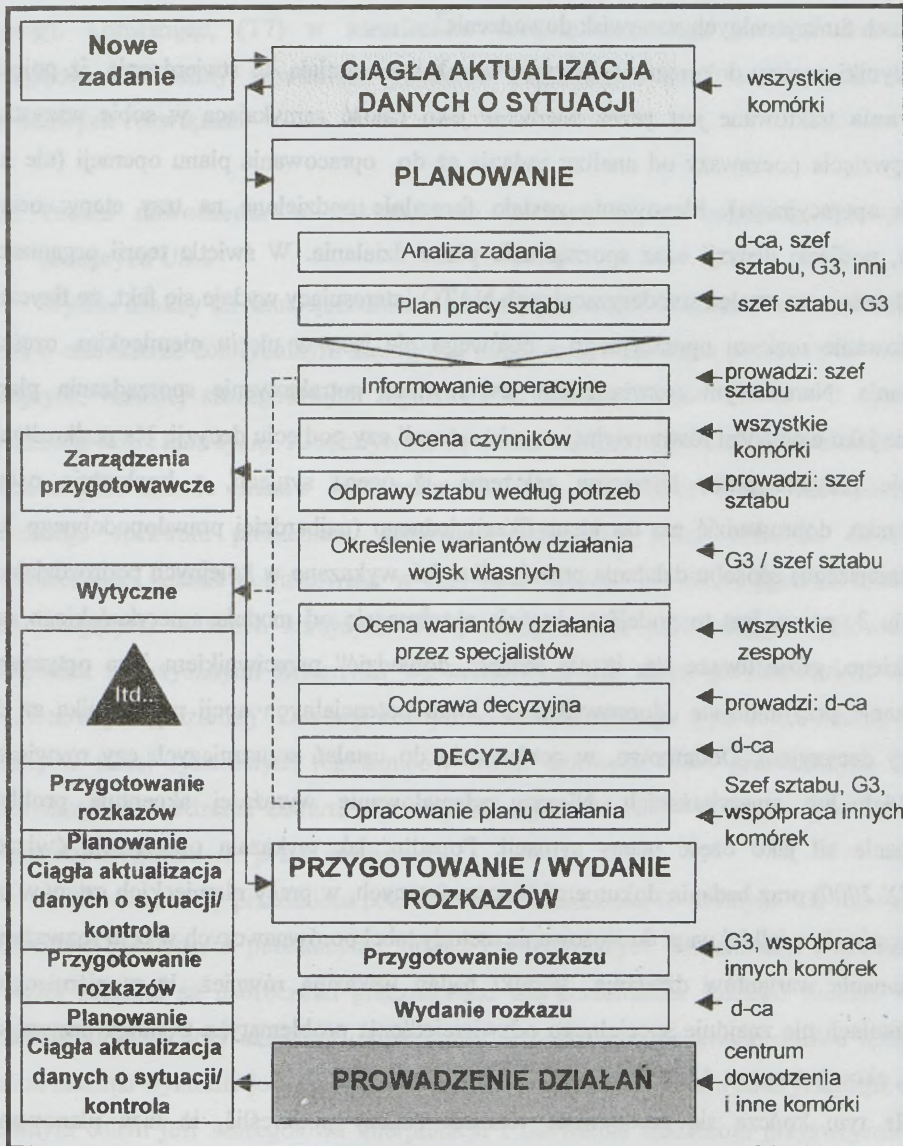 Nowe
zadanie
CIĄGŁA AKTUALIZACJA
DANYCH O SYTUACJI
wszystkie
komórki
PLANOWANIE
Analiza zadania
d-ca, szef
sztabu, G3, inni
Plan pracy sztabu
szef sztabu, G3
Informowanie operacyjne
prowadzi: szef
sztabu
Ocena czynników
wszystkie
komórki
Zarządzenia
przygotowawcze
Odprawy sztabu według potrzeb
prowadzi: szef
sztabu
Określenie wariantów działania
wojsk własnych
G3 / szef sztabu
Wytyczne
Ocena wariantów działania
przez specjalistów
wszystkie
zespoły
itd..
Odprawa decyzyjna
prowadzi: d-ca
DECYZJA
d-ca
Przygotowanie
rozkazów
Opracowanie planu działania
Szef sztabu, G3,
współpraca innych
komórek
Planowanie
Ciągła aktualizacja
danych o sytuacji/
kontrola
PRZYGOTOWANIE / WYDANIE
ROZKAZÓW
Przygotowanie
rozkazów
Przygotowanie rozkazu
G3, współpraca
innych komórek
Planowanie
Wydanie rozkazu
d-ca
Ciągła aktualizacja
danych o sytuacji/
kontrola
PROWADZENIE DZIAŁAŃ
centrum
dowodzenia
i inne komórki